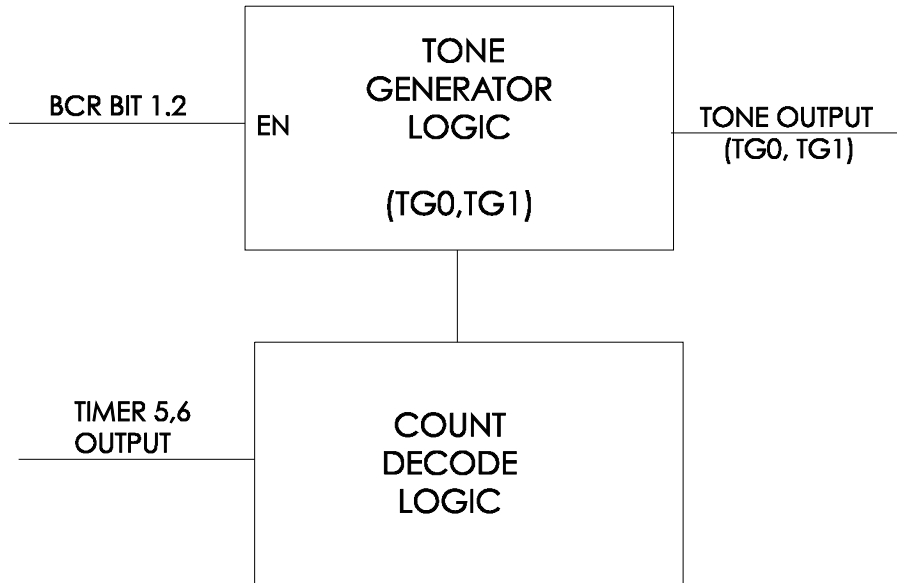 TONE
GENERATOR
LOGIC
(TG0,TG1)
BCR BIT 1.2
EN
TONE OUTPUT
(TG0, TG1)
TIMER 5,6
OUTPUT
COUNT
DECODE
LOGIC